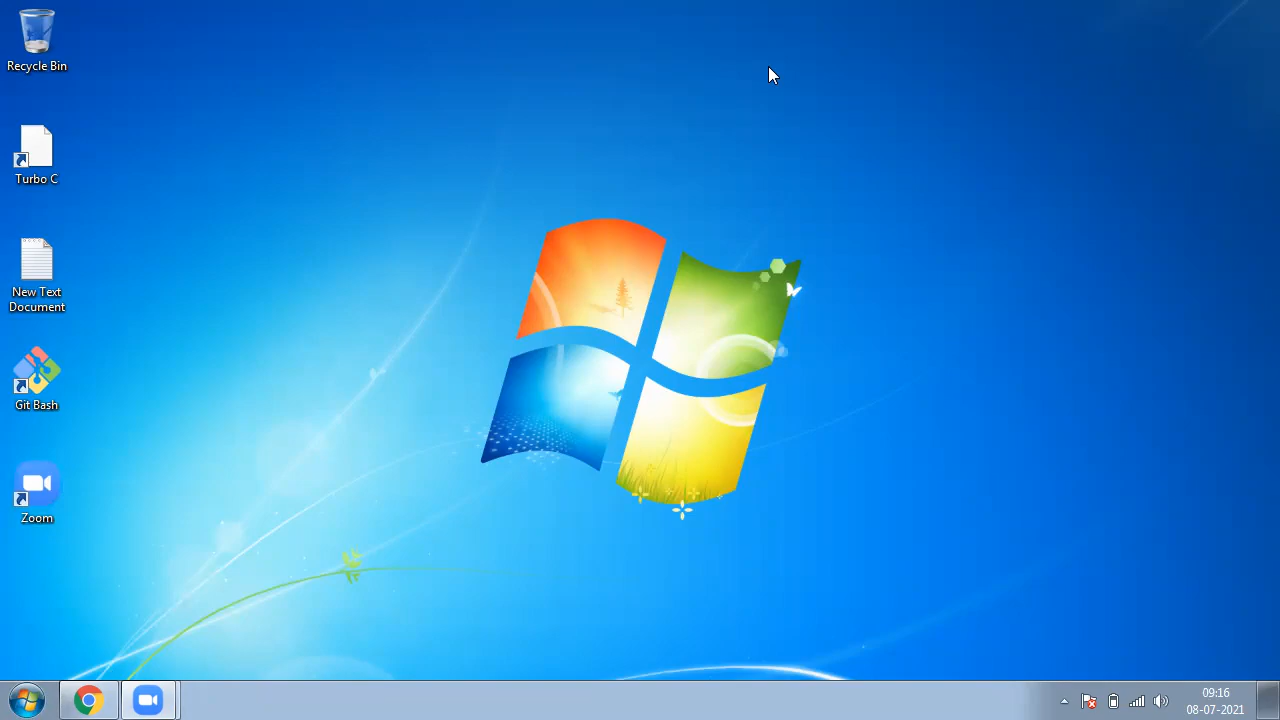 Recycle Bin
Turbo C
New Text
Document
Git Bash
Zoom
09:16
08-07-2021